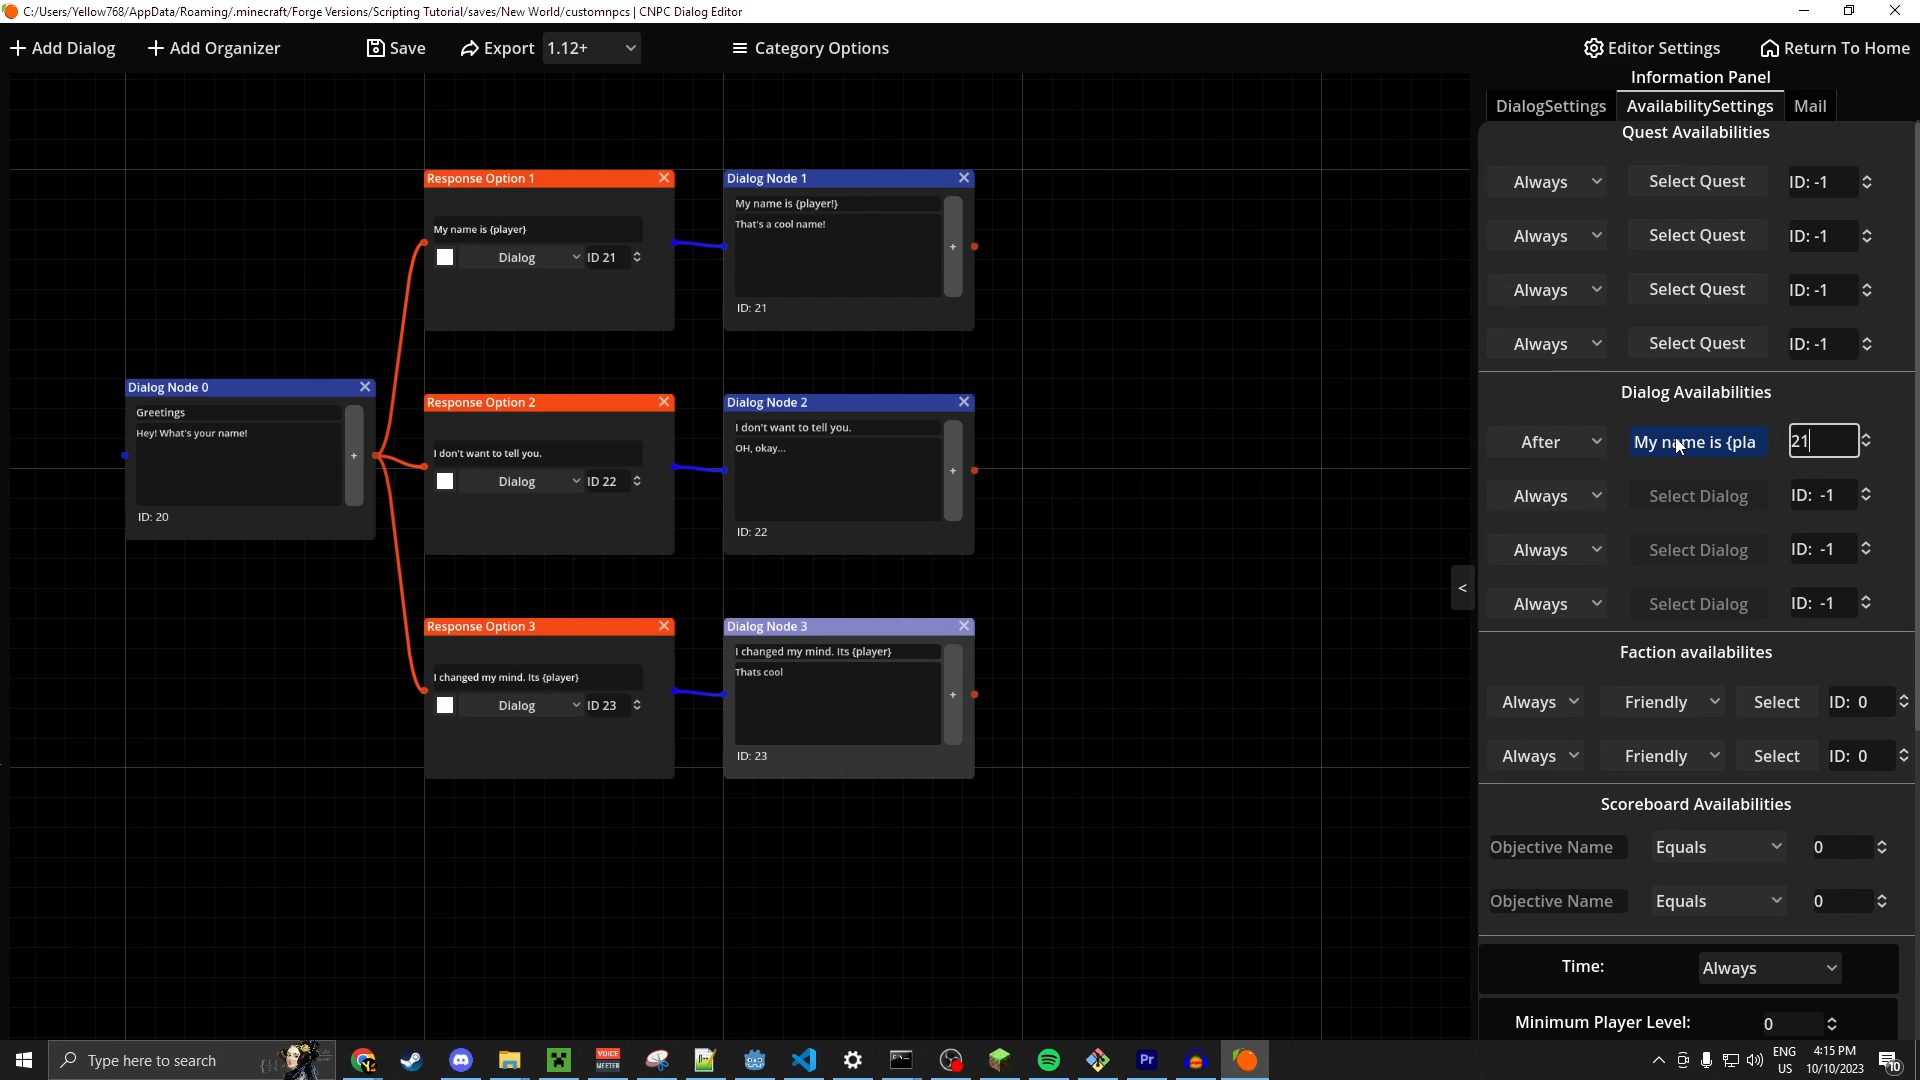 C:/Users/Yellow768/AppData/Roaming/.minecraft/Forge Versions/Scripting Tutorial/saves/New World/customnpcs | CNPC Dialog Editor
Add Dialog
Add Organizer
Save
Export
1.12+
Category Options
Editor Settings
Return To Home
Information Panel
DialogSettings
AvailabilitySettings
Mail
Quest Availabilities
Always
Select Quest
ID: -1
Always
Select Quest
ID: -1
Always
Select Quest
ID: -1
Always
Select Quest
ID: -1
Dialog Availabilities
After
My name is {pla
21
Always
Select Dialog
ID: -1
Always
Select Dialog
ID: -1
Always
Select Dialog
ID: -1
Faction availabilites
Always
Friendly
Select
ID: 0
Always
Friendly
Select
ID: 0
Scoreboard Availabilities
Objective Name
Equals
0
Objective Name
Equals
0
Time:
Always
Minimum Player Level:
0
<
Dialog Node 0
Greetings
Hey! What's your name!
+
ID: 20
Response Option 1
My name is {player}
Dialog
ID 21
Dialog Node 1
My name is {player!}
That's a cool name!
+
ID: 21
Response Option 2
I don't want to tell you.
Dialog
ID 22
Dialog Node 2
I don't want to tell you.
OH, okay...
+
ID: 22
Response Option 3
I changed my mind. Its {player}
Dialog
ID 23
Dialog Node 3
I changed my mind. Its {player}
Thats cool
+
ID: 23
Type here to search
VOICE
MEETER
Pr
ENG
US
4:15 PM
10/10/2023
10